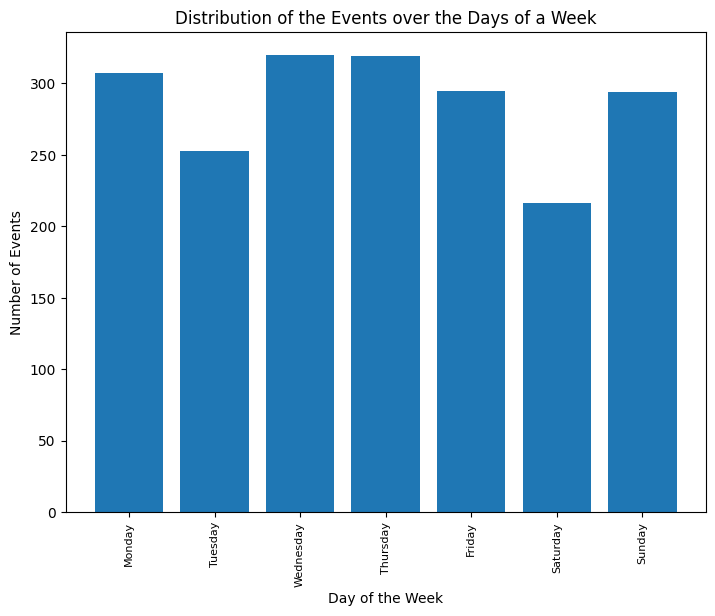 Distribution of the Events over the Days of a Week
Number of Events
300
250
200
150
100
50
0
Monday
Tuesday
Wednesday
Thursday
Friday
Saturday
Sunday
Day of the Week